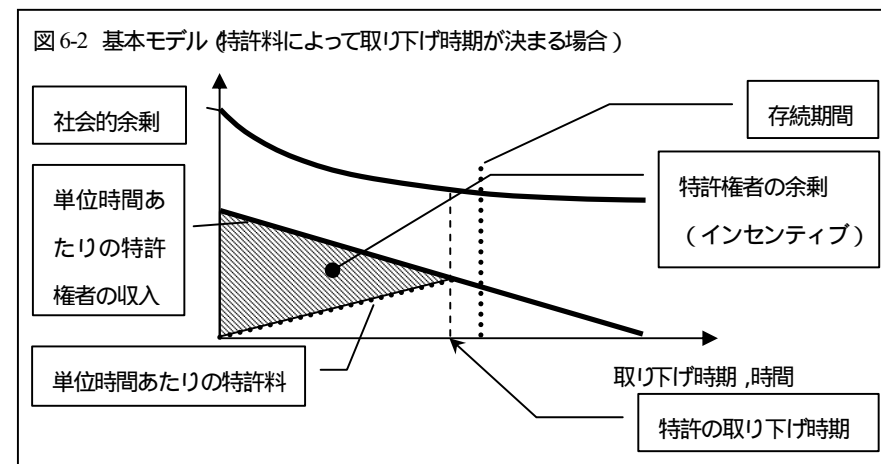 図 6-2 基本モデル(特許料によって取り下げ時期が決まる場合)
社会的余剰
存続期間
単位時間あ
たりの特許
権者の収入
特許権者の余剰
(インセンティブ)
単位時間あたりの特許料
取り下げ時期 ,時間
特許の取り下げ時期